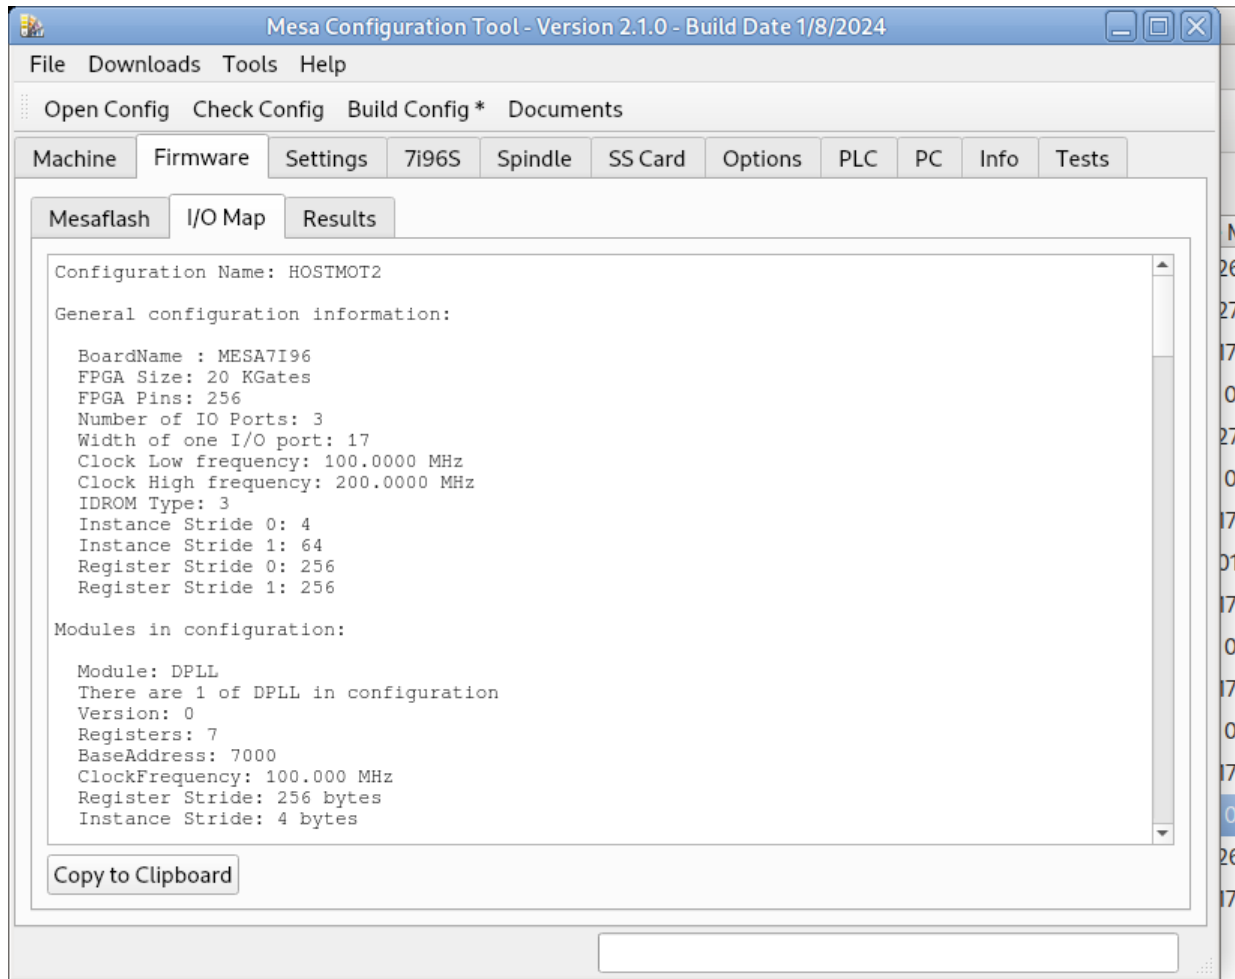 Mesa Configuration Tool - Version 2.1.0 - Build Date 1/8/2024
File Downloads Tools Help
Open Config Check Config Build Config * Documents
Machine Firmware Settings 7i96S Spindle SS Card Options PLC PC Info Tests
Mesaflash I/O Map Results
Configuration Name: HOSTMOT2
General configuration information:
BoardName : MESA7I96
FPGA Size: 20 KGates
FPGA Pins: 256
Number of IO Ports: 3
Width of one I/O port: 17
Clock Low frequency: 100.0000 MHz
Clock High frequency: 200.0000 MHz
IDROM Type: 3
Instance Stride 0: 4
Instance Stride 1: 64
Register Stride 0: 256
Register Stride 1: 256
Modules in configuration:
Module: DPLL
There are 1 of DPLL in configuration
Version: 0
Registers: 7
BaseAddress: 7000
ClockFrequency: 100.000 MHz
Register Stride: 256 bytes
Instance Stride: 4 bytes
Copy to Clipboard